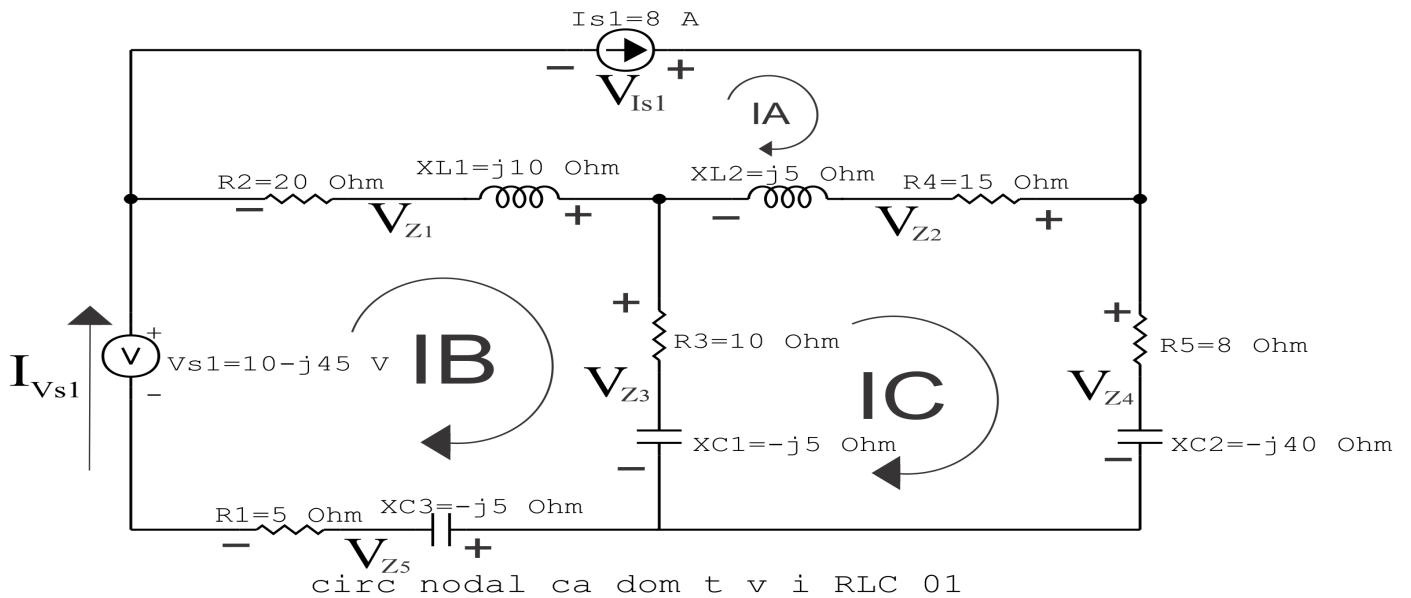 Is1=8 A
− +
VIs1
IA
R2=20 Ohm
XL1=j10 Ohm
XL2=j5 Ohm
R4=15 Ohm
− VZ1 +
− VZ2 +
IVs1
+
V
−
Vs1=10-j45 V
IB
+
R3=10 Ohm
VZ3
XC1=-j5 Ohm
−
IC
+
R5=8 Ohm
VZ4
XC2=-j40 Ohm
−
R1=5 Ohm
XC3=-j5 Ohm
− VZ5 +
circ nodal ca dom t v i RLC 01